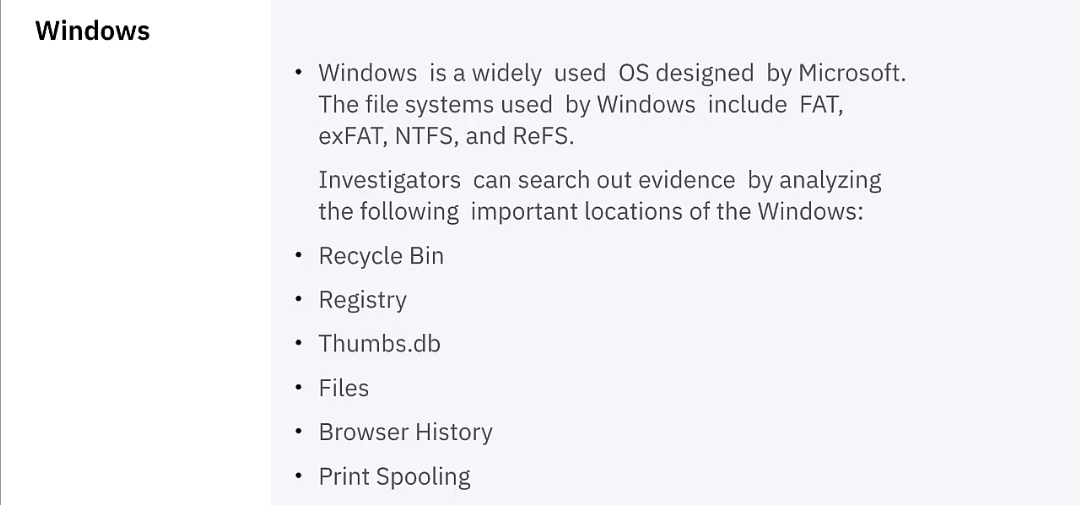 Windows
• Windows is a widely used OS designed by Microsoft.
The file systems used by Windows include FAT,
exFAT, NTFS, and ReFS.
Investigators can search out evidence by analyzing
the following important locations of the Windows:
• Recycle Bin
• Registry
• Thumbs.db
• Files
• Browser History
• Print Spooling